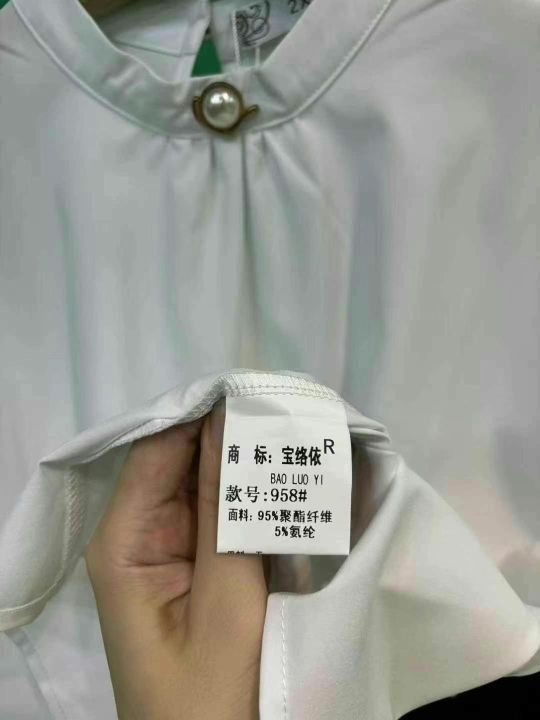 商 标：宝络依R
BAO LUO YI
款号:958#
面料：95%聚酯纤维
5%氨纶